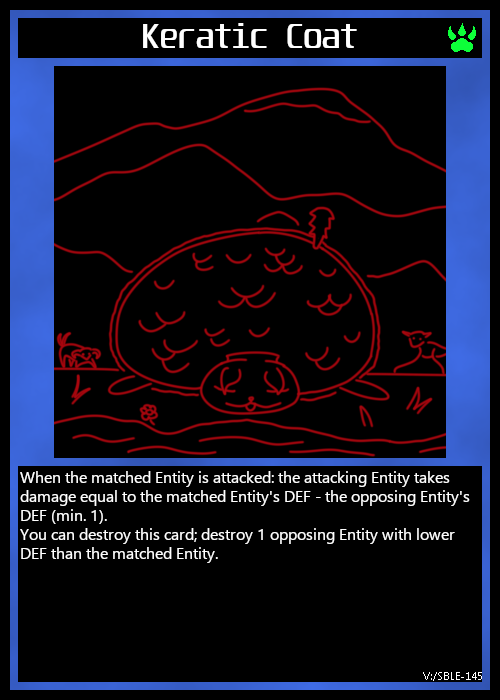 Keratic Coat
When the matched Entity is attacked: the attacking Entity takes
damage equal to the matched Entity's DEF - the opposing Entity's
DEF (min. 1).
You can destroy this card; destroy 1 opposing Entity with lower
DEF than the matched Entity.
V:/SBLE-145